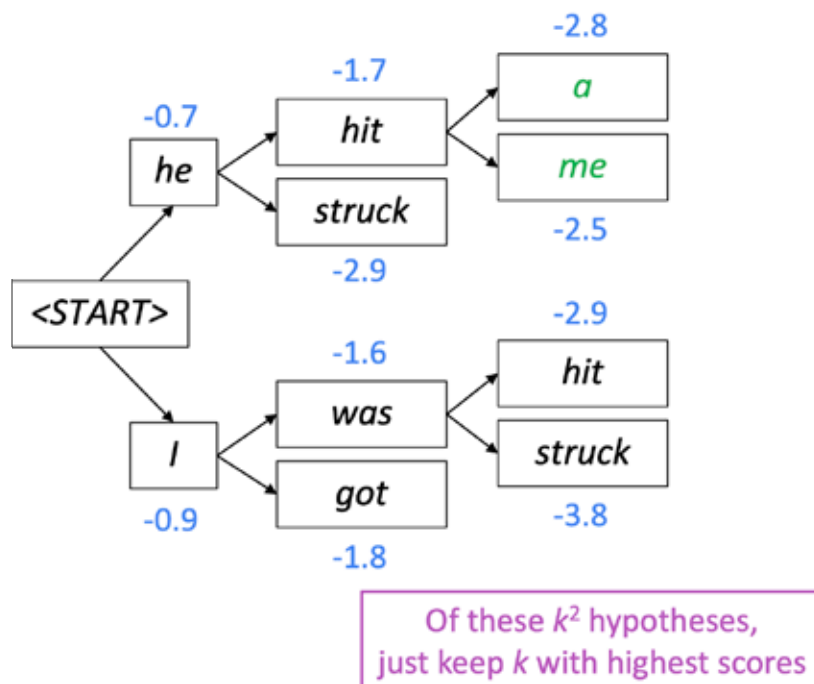 -2.8
-1.7
a
-0.7
hit
he
me
struck
-2.5
-2.9
<START>
-2.9
-1.6
hit
was
I
struck
got
-0.9
-3.8
-1.8
Of these k² hypotheses,
just keep k with highest scores